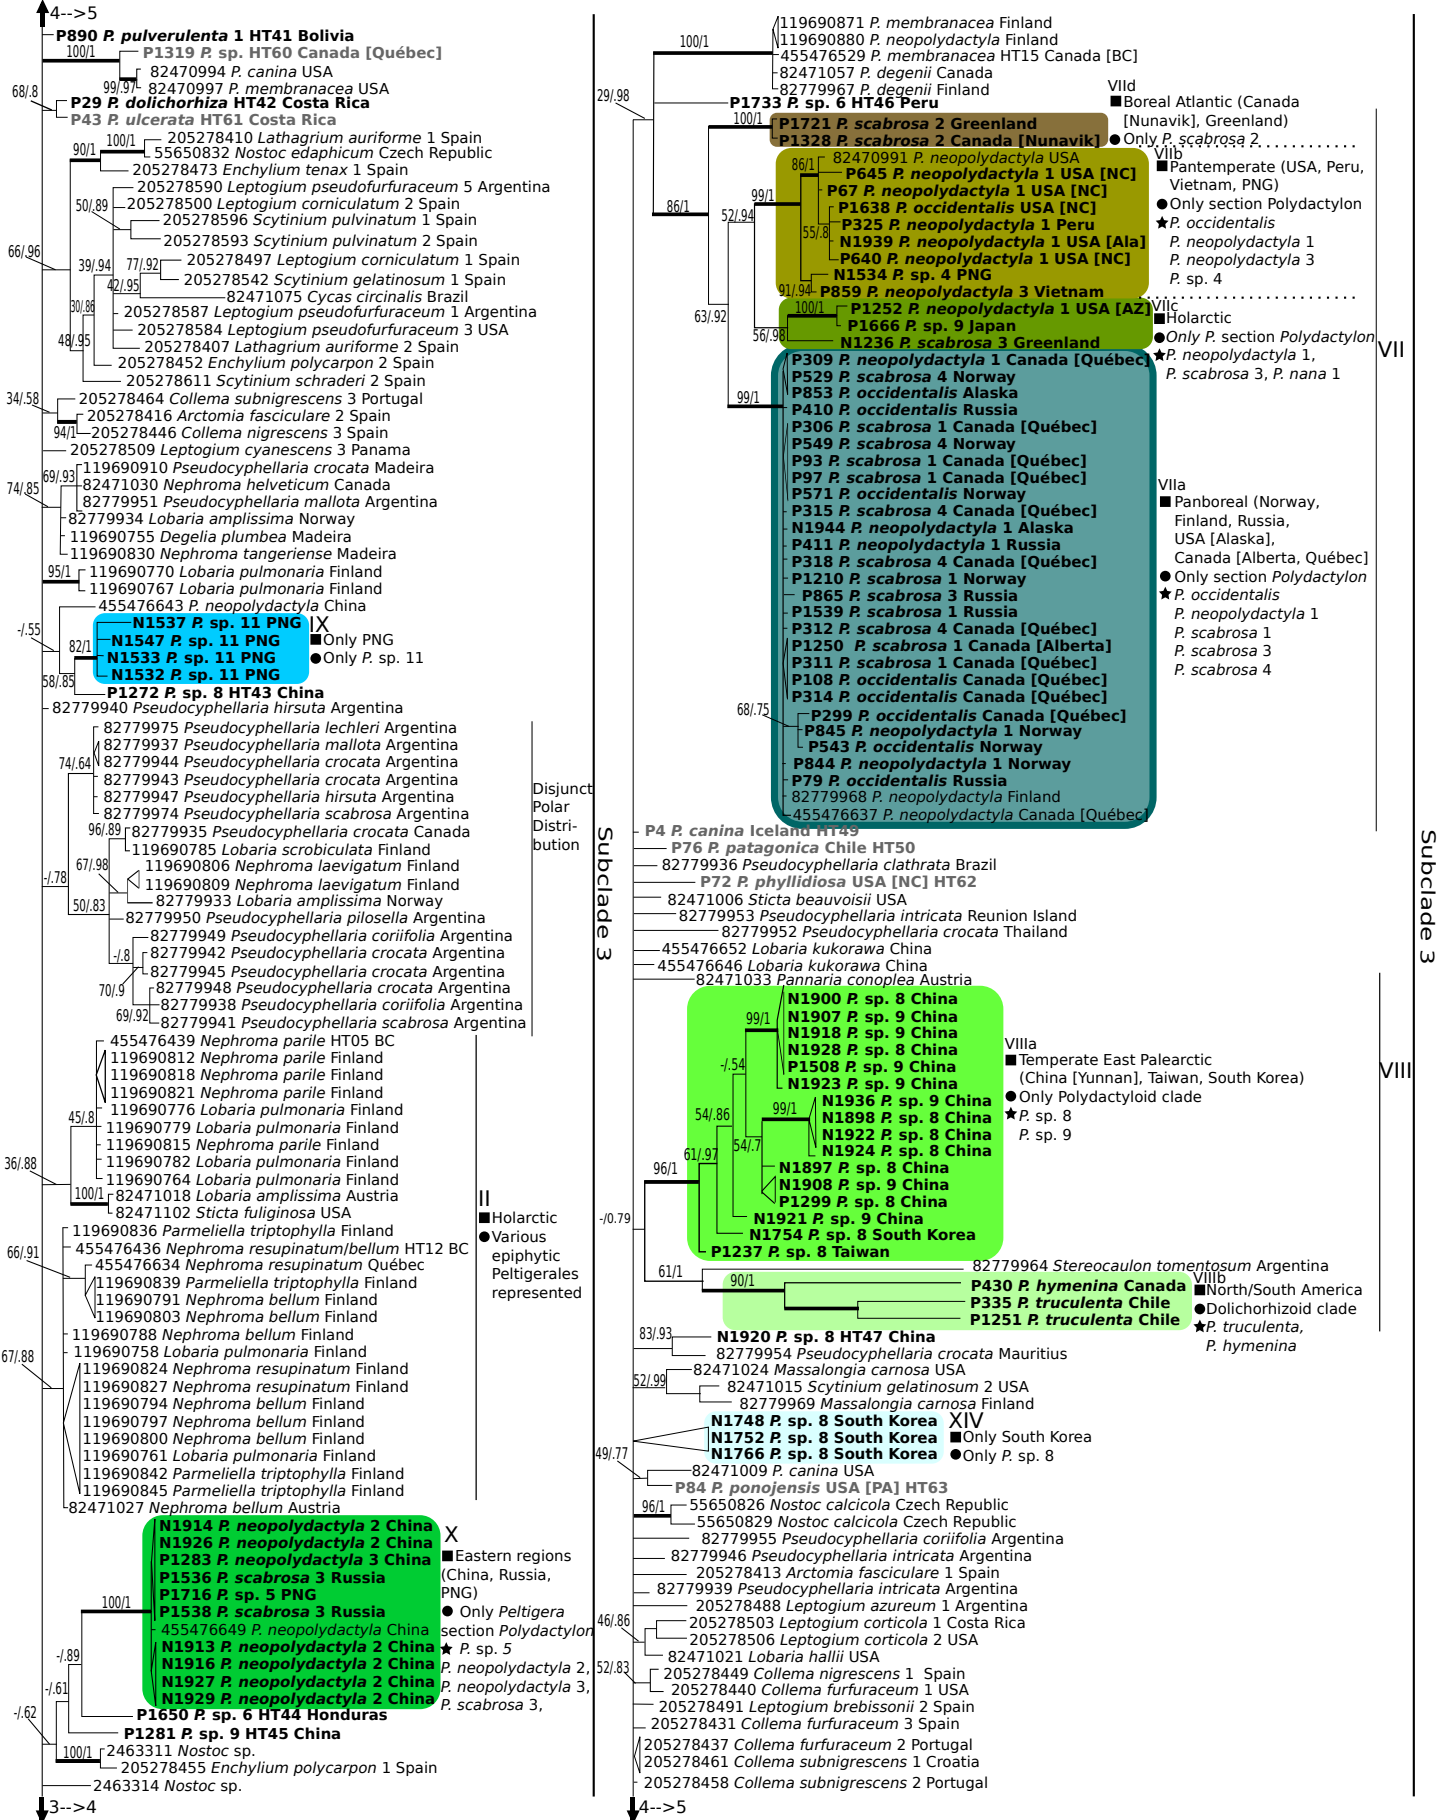 4-->5
P890 P. pulverulenta 1 HT41 Bolivia
100/1
P1319 P. sp. HT60 Canada [Québec]
82470994 P. canina USA
99/.97
82470997 P. membranacea USA
68/.8
P29 P. dolichorhiza HT42 Costa Rica
P43 P. ulcerata HT61 Costa Rica
205278410 Lathagrium auriforme 1 Spain
100/1
90/1
55650832 Nostoc edaphicum Czech Republic
205278473 Enchylium tenax 1 Spain
205278590 Leptogium pseudofurfuraceum 5 Argentina
50/.89
205278500 Leptogium corniculatum 2 Spain
205278596 Scytinium pulvinatum 1 Spain
205278593 Scytinium pulvinatum 2 Spain
66/.96
39/.94
77/.92
205278497 Leptogium corniculatum 1 Spain
205278542 Scytinium gelatinosum 1 Spain
42/.95
82471075 Cycas circinalis Brazil
30/.86
205278587 Leptogium pseudofurfuraceum 1 Argentina
205278584 Leptogium pseudofurfuraceum 3 USA
48/.95
205278407 Lathagrium auriforme 2 Spain
205278452 Enchylium polycarpon 2 Spain
205278611 Scytinium schraderi 2 Spain
34/.58
205278464 Collema subnigrescens 3 Portugal
205278416 Arctomia fasciculare 2 Spain
94/1
205278446 Collema nigrescens 3 Spain
205278509 Leptogium cyanescens 3 Panama
69/.93
119690910 Pseudocyphellaria crocata Madeira
74/.85
82471030 Nephroma helveticum Canada
82779951 Pseudocyphellaria mallota Argentina
82779934 Lobaria amplissima Norway
119690755 Degelia plumbea Madeira
119690830 Nephroma tangeriense Madeira
95/1
119690770 Lobaria pulmonaria Finland
119690767 Lobaria pulmonaria Finland
455476643 P. neopolydactyla China
-/.55
N1537 P. sp. 11 PNG
IX
82/1
N1547 P. sp. 11 PNG
Only PNG
N1533 P. sp. 11 PNG
Only P. sp. 11
58/.85
N1532 P. sp. 11 PNG
P1272 P. sp. 8 HT43 China
82779940 Pseudocyphellaria hirsuta Argentina
82779975 Pseudocyphellaria lechleri Argentina
82779937 Pseudocyphellaria mallota Argentina
74/.64
82779944 Pseudocyphellaria crocata Argentina
82779943 Pseudocyphellaria crocata Argentina
82779947 Pseudocyphellaria hirsuta Argentina
82779974 Pseudocyphellaria scabrosa Argentina
Disjunct
Polar
Distri-
bution
96/.89
82779935 Pseudocyphellaria crocata Canada
119690785 Lobaria scrobiculata Finland
67/.98
119690806 Nephroma laevigatum Finland
-/.78
119690809 Nephroma laevigatum Finland
50/.83
82779933 Lobaria amplissima Norway
82779950 Pseudocyphellaria pilosella Argentina
82779949 Pseudocyphellaria coriifolia Argentina
-/.8
82779942 Pseudocyphellaria crocata Argentina
82779945 Pseudocyphellaria crocata Argentina
70/.9
82779948 Pseudocyphellaria crocata Argentina
82779938 Pseudocyphellaria coriifolia Argentina
69/.92
82779941 Pseudocyphellaria scabrosa Argentina
455476439 Nephroma parile HT05 BC
119690812 Nephroma parile Finland
119690818 Nephroma parile Finland
119690821 Nephroma parile Finland
45/.8
119690776 Lobaria pulmonaria Finland
119690779 Lobaria pulmonaria Finland
119690815 Nephroma parile Finland
36/.88
119690782 Lobaria pulmonaria Finland
119690764 Lobaria pulmonaria Finland
100/1
82471018 Lobaria amplissima Austria
82471102 Sticta fuliginosa USA
II
Holarctic
Various
epiphytic
Peltigerales
represented
119690836 Parmeliella triptophylla Finland
66/.91
455476436 Nephroma resupinatum/bellum HT12 BC
455476634 Nephroma resupinatum Québec
119690839 Parmeliella triptophylla Finland
119690791 Nephroma bellum Finland
119690803 Nephroma bellum Finland
119690788 Nephroma bellum Finland
67/.88
119690758 Lobaria pulmonaria Finland
119690824 Nephroma resupinatum Finland
119690827 Nephroma resupinatum Finland
119690794 Nephroma bellum Finland
119690797 Nephroma bellum Finland
119690800 Nephroma bellum Finland
119690761 Lobaria pulmonaria Finland
119690842 Parmeliella triptophylla Finland
119690845 Parmeliella triptophylla Finland
82471027 Nephroma bellum Austria
N1914 P. neopolydactyla 2 China
N1926 P. neopolydactyla 2 China
P1283 P. neopolydactyla 3 China
P1536 P. scabrosa 3 Russia
P1716 P. sp. 5 PNG
100/1
P1538 P. scabrosa 3 Russia
455476649 P. neopolydactyla China
N1913 P. neopolydactyla 2 China
-/.89
N1916 P. neopolydactyla 2 China
-/.61
N1927 P. neopolydactyla 2 China
N1929 P. neopolydactyla 2 China
X
Eastern regions
(China, Russia,
PNG)
Only Peltigera
section Polydactylon
P. sp. 5
P. neopolydactyla 2,
P. neopolydactyla 3,
P. scabrosa 3,
-/.62
P1650 P. sp. 6 HT44 Honduras
P1281 P. sp. 9 HT45 China
100/1
2463311 Nostoc sp.
205278455 Enchylium polycarpon 1 Spain
2463314 Nostoc sp.
3-->4
Subclade 3
119690871 P. membranacea Finland
100/1
119690880 P. neopolydactyla Finland
455476529 P. membranacea HT15 Canada [BC]
82471057 P. degenii Canada
82779967 P. degenii Finland
29/.98
P1733 P. sp. 6 HT46 Peru
100/1
P1721 P. scabrosa 2 Greenland
P1328 P. scabrosa 2 Canada [Nunavik]
VIId
Boreal Atlantic (Canada
[Nunavik], Greenland)
Only P. scabrosa 2
82470991 P. neopolydactyla USA
86/1
P645 P. neopolydactyla 1 USA [NC]
99/1
P67 P. neopolydactyla 1 USA [NC]
86/1
52/.94
P1638 P. occidentalis USA [NC]
P325 P. neopolydactyla 1 Peru
55/.8
N1939 P. neopolydactyla 1 USA [Ala]
P640 P. neopolydactyla 1 USA [NC]
N1534 P. sp. 4 PNG
91/.94
P859 P. neopolydactyla 3 Vietnam
VIIb
Pantemperate (USA, Peru,
Vietnam, PNG)
Only section Polydactylon
P. occidentalis
P. neopolydactyla 1
P. neopolydactyla 3
P. sp. 4
63/.92
100/1
P1252 P. neopolydactyla 1 USA [AZ]
P1666 P. sp. 9 Japan
56/.98
N1236 P. scabrosa 3 Greenland
VIIc
Holarctic
Only P. section Polydactylon
P. neopolydactyla 1,
P. scabrosa 3, P. nana 1
VII
P309 P. neopolydactyla 1 Canada [Québec]
P529 P. scabrosa 4 Norway
99/1
P853 P. occidentalis Alaska
P410 P. occidentalis Russia
P306 P. scabrosa 1 Canada [Québec]
P549 P. scabrosa 4 Norway
P93 P. scabrosa 1 Canada [Québec]
P97 P. scabrosa 1 Canada [Québec]
P571 P. occidentalis Norway
P315 P. scabrosa 4 Canada [Québec]
N1944 P. neopolydactyla 1 Alaska
P411 P. neopolydactyla 1 Russia
P318 P. scabrosa 4 Canada [Québec]
P1210 P. scabrosa 1 Norway
P865 P. scabrosa 3 Russia
P1539 P. scabrosa 1 Russia
P312 P. scabrosa 4 Canada [Québec]
P1250 P. scabrosa 1 Canada [Alberta]
P311 P. scabrosa 1 Canada [Québec]
P108 P. occidentalis Canada [Québec]
P314 P. occidentalis Canada [Québec]
68/.75
P299 P. occidentalis Canada [Québec]
P845 P. neopolydactyla 1 Norway
P543 P. occidentalis Norway
P844 P. neopolydactyla 1 Norway
P79 P. occidentalis Russia
82779968 P. neopolydactyla Finland
455476637 P. neopolydactyla Canada [Québec]
VIIa
Panboreal (Norway,
Finland, Russia,
USA [Alaska],
Canada [Alberta, Québec]
Only section Polydactylon
P. occidentalis
P. neopolydactyla 1
P. scabrosa 1
P. scabrosa 3
P. scabrosa 4
P4 P. canina Iceland HT49
P76 P. patagonica Chile HT50
82779936 Pseudocyphellaria clathrata Brazil
P72 P. phyllidiosa USA [NC] HT62
82471006 Sticta beauvoisii USA
82779953 Pseudocyphellaria intricata Reunion Island
82779952 Pseudocyphellaria crocata Thailand
455476652 Lobaria kukorawa China
455476646 Lobaria kukorawa China
82471033 Pannaria conoplea Austria
N1900 P. sp. 8 China
99/1
N1907 P. sp. 9 China
N1918 P. sp. 9 China
N1928 P. sp. 8 China
-/.54
P1508 P. sp. 9 China
N1923 P. sp. 9 China
99/1
N1936 P. sp. 9 China
54/.86
N1898 P. sp. 8 China
N1922 P. sp. 8 China
54/.7
N1924 P. sp. 8 China
61/.97
N1897 P. sp. 8 China
96/1
N1908 P. sp. 9 China
P1299 P. sp. 8 China
N1921 P. sp. 9 China
N1754 P. sp. 8 South Korea
P1237 P. sp. 8 Taiwan
VIIIa
Temperate East Palearctic
(China [Yunnan], Taiwan, South Korea)
Only Polydactyloid clade
P. sp. 8
P. sp. 9
VIII
-/0.79
82779964 Stereocaulon tomentosum Argentina
61/1
90/1
P430 P. hymenina Canada
P335 P. truculenta Chile
P1251 P. truculenta Chile
VIIIb
North/South America
Dolichorhizoid clade
P. truculenta,
P. hymenina
83/.93
N1920 P. sp. 8 HT47 China
82779954 Pseudocyphellaria crocata Mauritius
82471024 Massalongia carnosa USA
52/.99
82471015 Scytinium gelatinosum 2 USA
82779969 Massalongia carnosa Finland
N1748 P. sp. 8 South Korea
N1752 P. sp. 8 South Korea
N1766 P. sp. 8 South Korea
XIV
Only South Korea
Only P. sp. 8
49/.77
82471009 P. canina USA
P84 P. ponojensis USA [PA] HT63
96/1
55650826 Nostoc calcicola Czech Republic
55650829 Nostoc calcicola Czech Republic
82779955 Pseudocyphellaria coriifolia Argentina
82779946 Pseudocyphellaria intricata Argentina
205278413 Arctomia fasciculare 1 Spain
82779939 Pseudocyphellaria intricata Argentina
205278488 Leptogium azureum 1 Argentina
46/.86
205278503 Leptogium corticola 1 Costa Rica
205278506 Leptogium corticola 2 USA
82471021 Lobaria hallii USA
52/.83
205278449 Collema nigrescens 1 Spain
205278440 Collema furfuraceum 1 USA
205278491 Leptogium brebissonii 2 Spain
205278431 Collema furfuraceum 3 Spain
205278437 Collema furfuraceum 2 Portugal
205278461 Collema subnigrescens 1 Croatia
205278458 Collema subnigrescens 2 Portugal
4-->5
Subclade 3